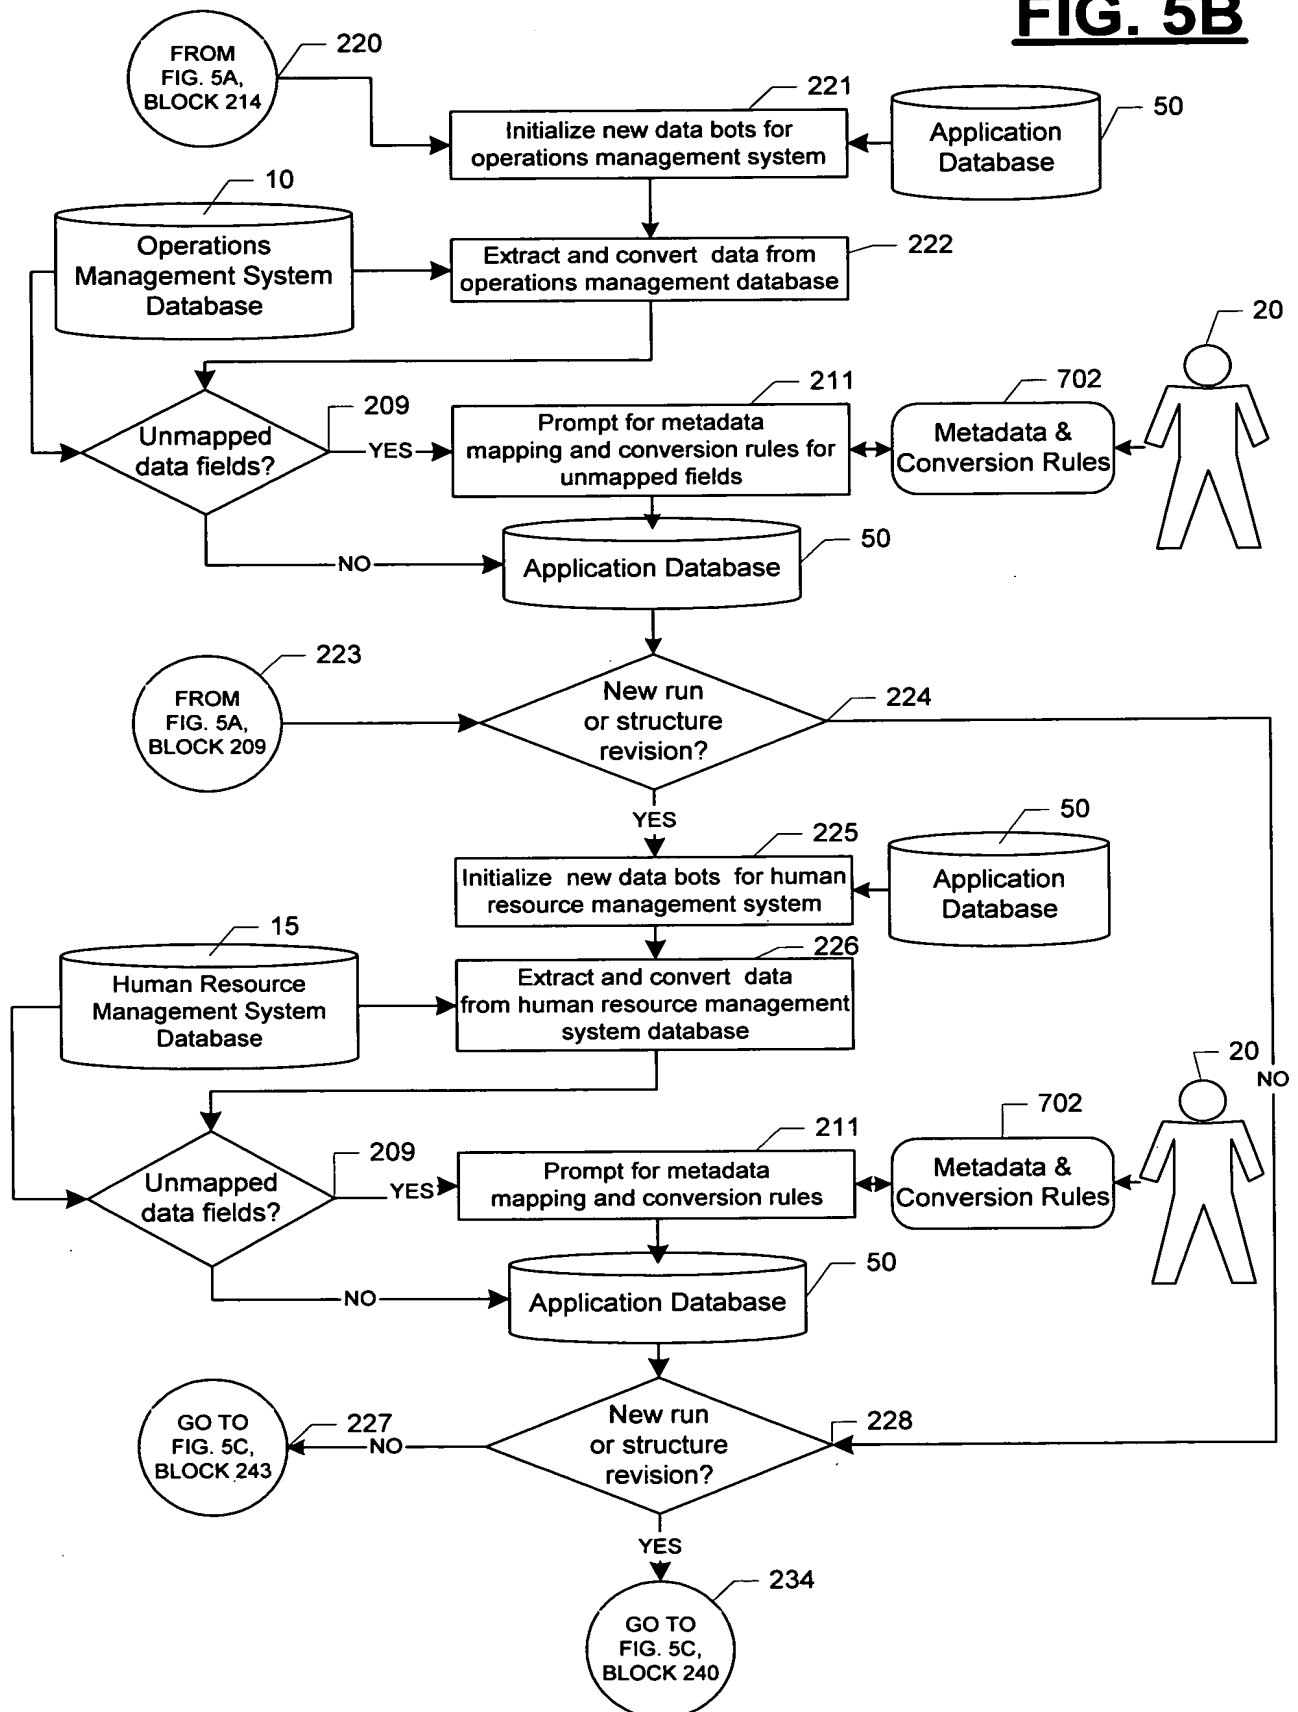 FIG. 5B
FROM
FIG. 5A,
BLOCK 214
220
221
Initialize new data bots for
operations management system
Application
Database
50
10
Operations
Management System
Database
Extract and convert data from
operations management database
222
20
Unmapped
data fields?
209
YES
211
Prompt for metadata
mapping and conversion rules for
unmapped fields
702
Metadata &
Conversion Rules
NO
Application Database
50
FROM
FIG. 5A,
BLOCK 209
223
New run
or structure
revision?
224
YES
225
Initialize new data bots for human
resource management system
50
Application
Database
15
Human Resource
Management System
Database
226
Extract and convert data
from human resource management
system database
20
NO
Unmapped
data fields?
209
YES
211
Prompt for metadata
mapping and conversion rules
702
Metadata &
Conversion Rules
NO
Application Database
50
GO TO
FIG. 5C,
BLOCK 243
227
NO
New run
or structure
revision?
228
YES
234
GO TO
FIG. 5C,
BLOCK 240